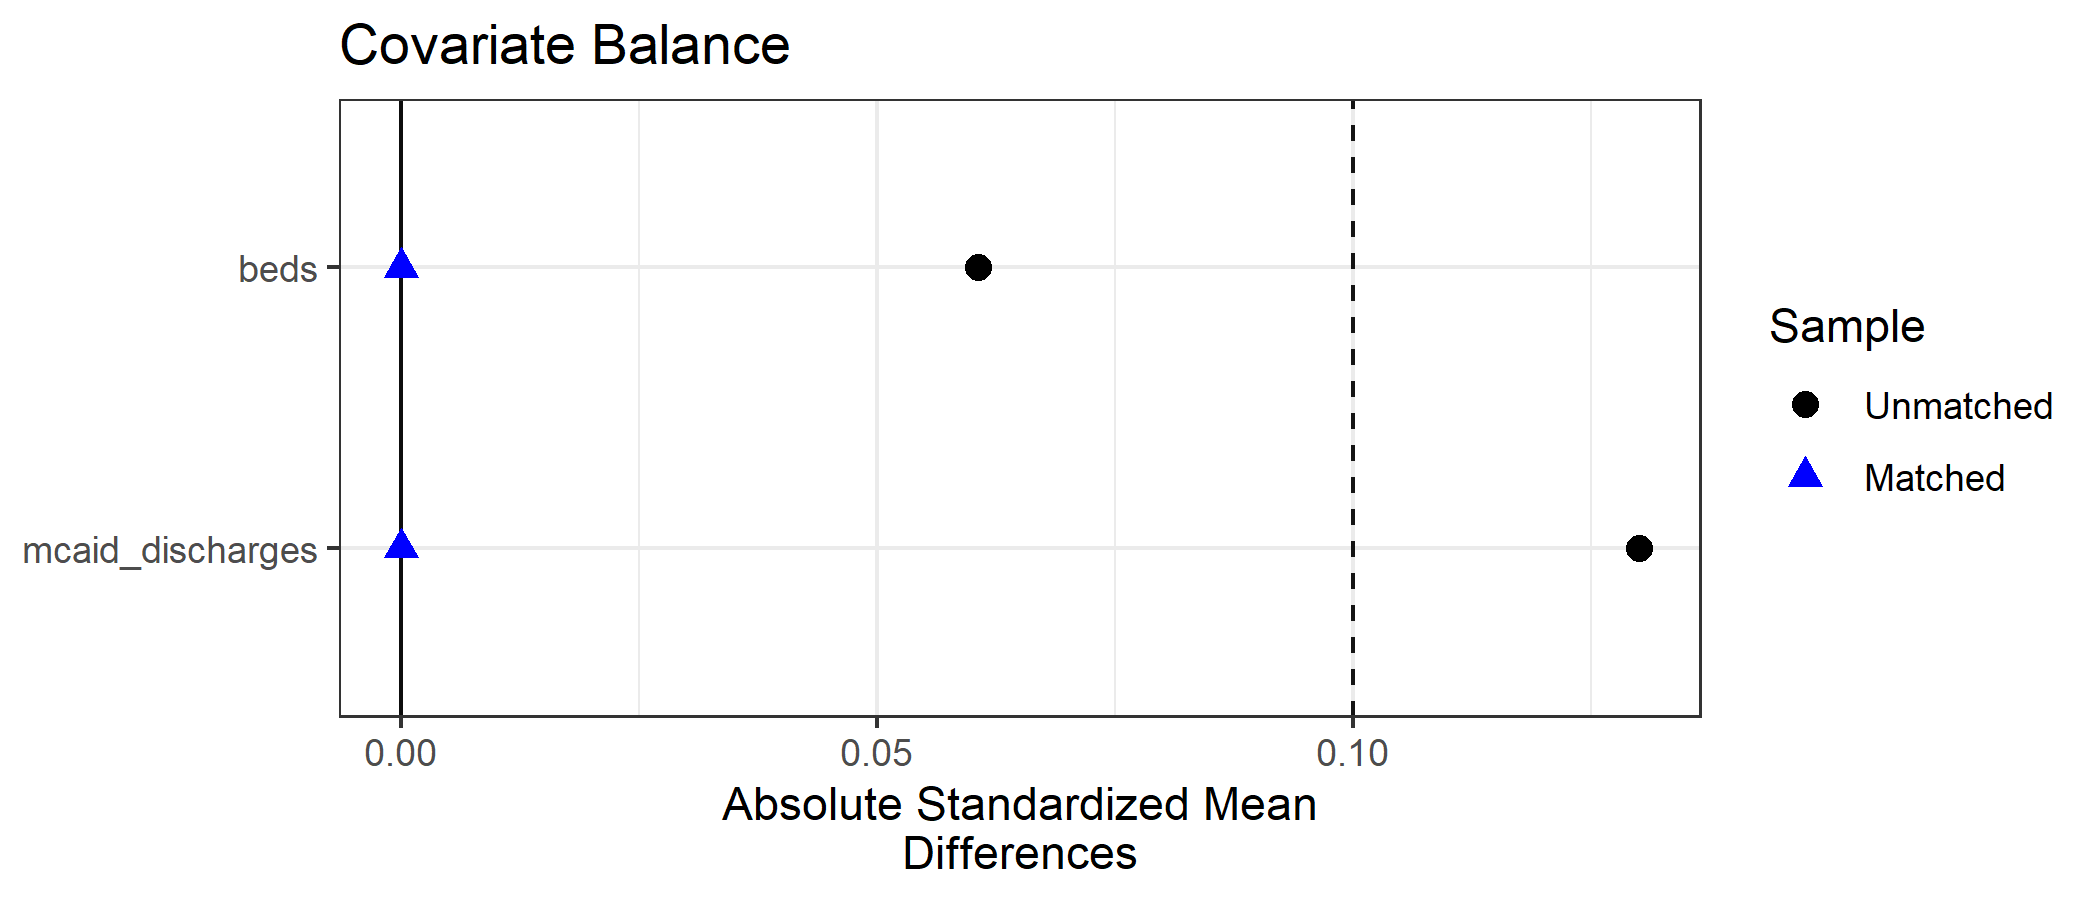 Covariate Balance
beds
mcaid_discharges
0.00
0.05
0.10
Absolute Standardized Mean
Differences
Sample
Unmatched
Matched